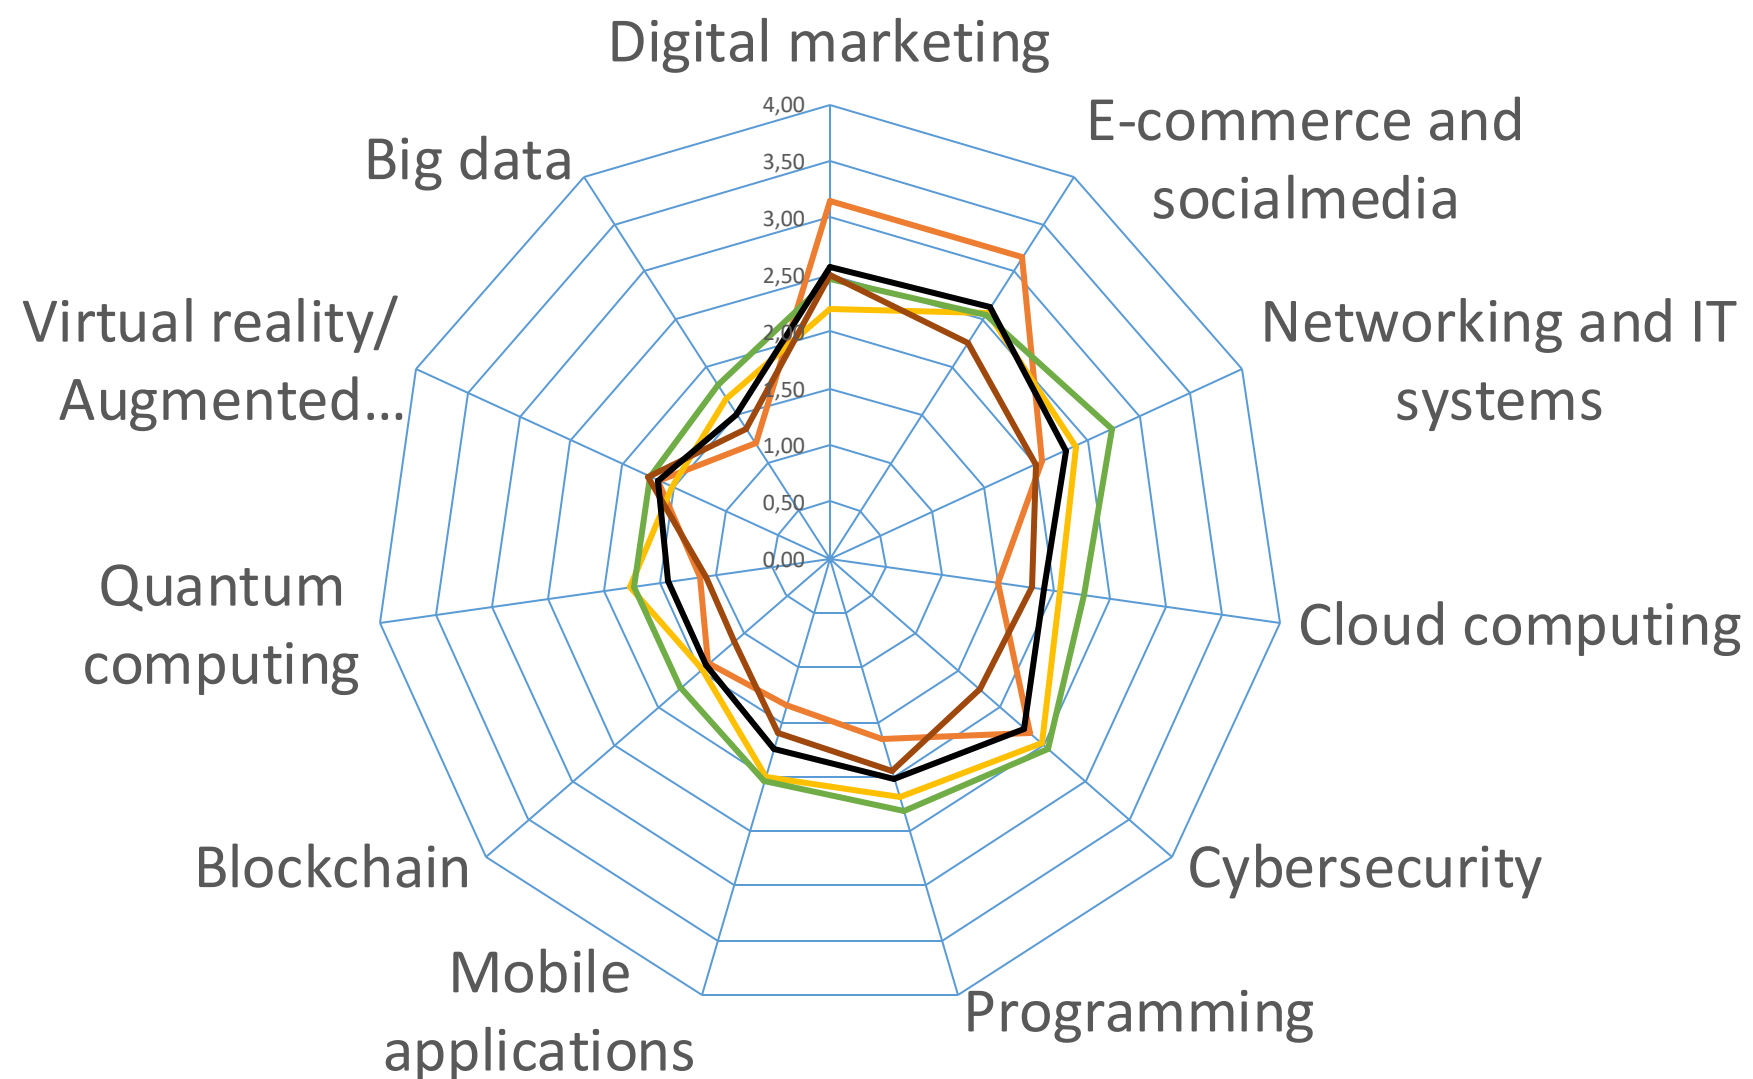 Digital marketing
E-commerce and
socialmedia
Networking and IT
systems
Cloud computing
Cybersecurity
Programming
Mobile
applications
Blockchain
Quantum
computing
Virtual reality/
Augmented...
Big data
4,00
3,50
3,00
2,50
2,00
1,50
1,00
0,50
0,00